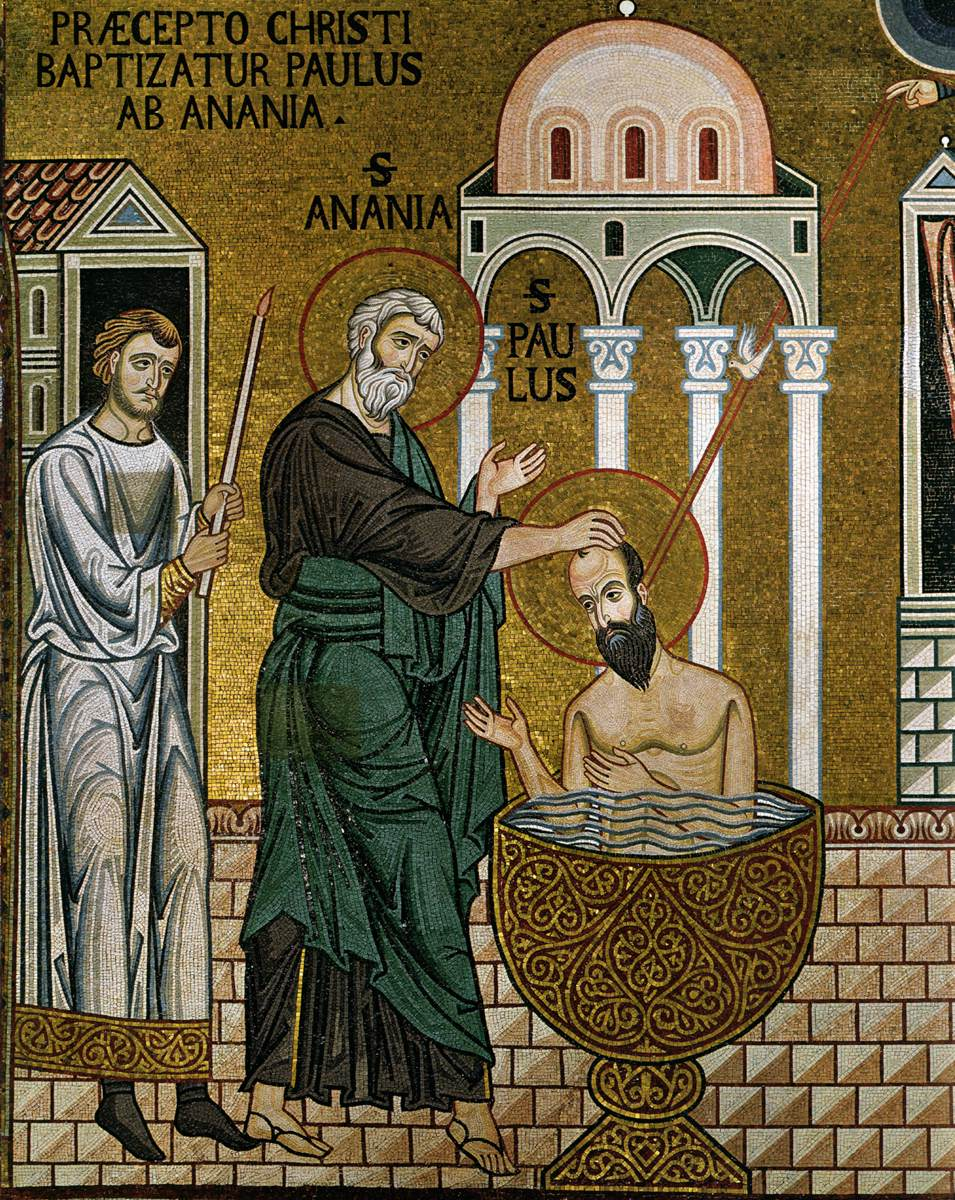 PRÆCEPTO CHRISTI
BAPTIZATUR PAULUS
AB ANANIA.
S
ANANIA
S
PAU
LUS